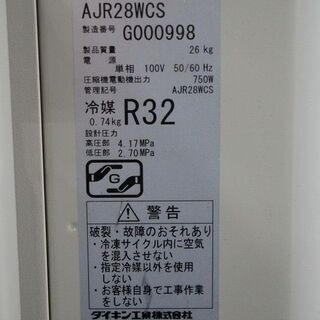 AJR28WCS
製造番号 G000998
製品質量 26kg
電源
単相 100V 50/60Hz
圧縮機電動機出力 750W
管理記号 AJR28WCS
冷媒 R32
0.74kg
設計圧力
高圧部 4.17MPa
低圧部 2.70MPa
G
警告
破裂・故障のおそれあり
・冷凍サイクル内に空気
を混入させない
・指定冷媒以外を使用
しない
・お客様自身で工事作業
をしない
ダイキン工業株式会社